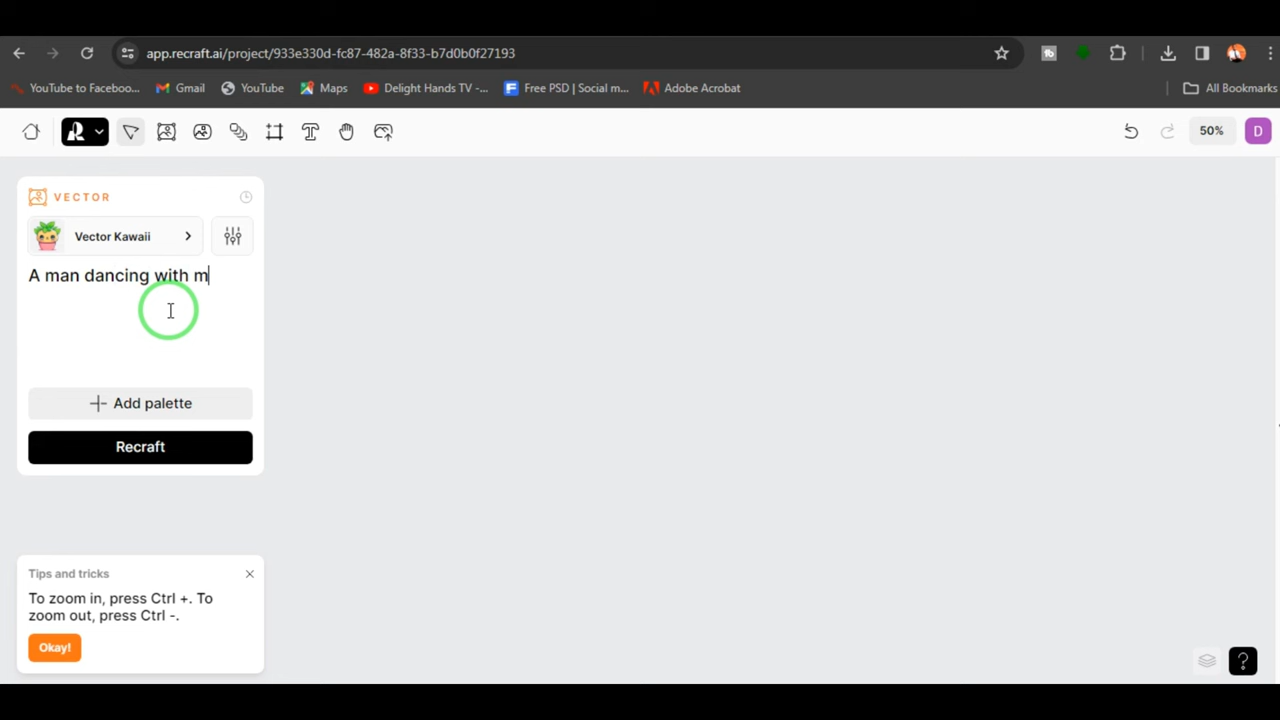 app.recraft.ai/project/933e330d-fc87-482a-8f33-b7d0b0f27193
YouTube to Faceboo...
Gmail
YouTube
Maps
Delight Hands TV -...
Free PSD | Social m...
Adobe Acrobat
All Bookmarks
50%
D
VECTOR
Vector Kawaii
A man dancing with m
Add palette
Recraft
Tips and tricks
To zoom in, press Ctrl +. To
zoom out, press Ctrl -.
Okay!
?